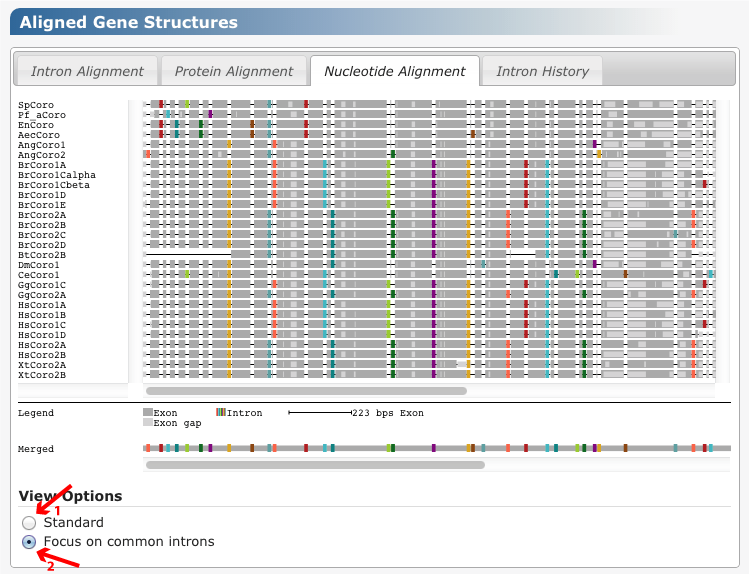 Aligned Gene Structures
Intron Alignment
Protein Alignment
Nucleotide Alignment
Intron History
SpCoro
Pf_aCoro
EnCoro
AecCoro
AngCoro1
AngCoro2
BrCoro1A
BrCoro1Calpha
BrCoro1Cbeta
BrCoro1D
BrCoro1E
BrCoro2A
BrCoro2B
BrCoro2C
BrCoro2D
BtCoro2B
DmCoro1
CeCoro1
GgCoro1C
GgCoro2A
HsCoro1A
HsCoro1B
HsCoro1C
HsCoro1D
HsCoro2A
HsCoro2B
XtCoro2A
XtCoro2B
Legend
Exon
Intron
223 bps Exon
Exon gap
Merged
View Options
1
Standard
Focus on common introns
2